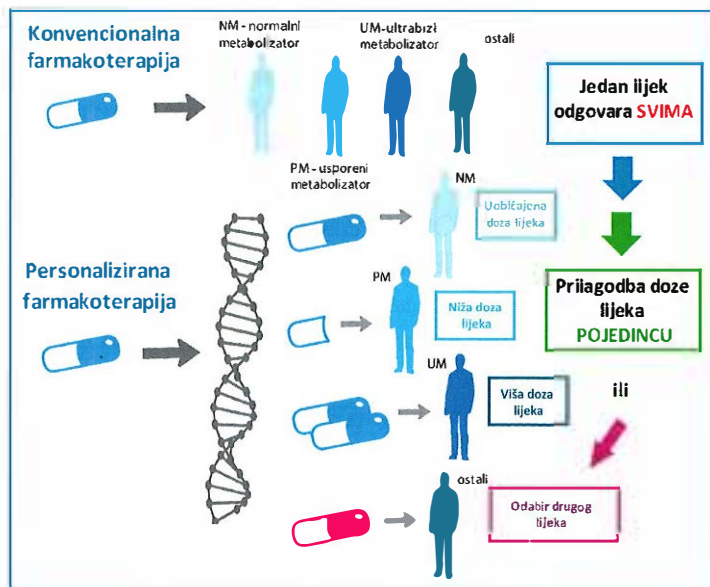 Konvencionalna
farmakoterapija
NM - normalni
metabolizator
UM-ultrabrzi
metabolizator
ostali
PM - usporeni
metabolizator
Jedan lijek
odgovara SVIMA
Personalizirana
farmakoterapija
NM
Uobičajena
doza lijeka
PM
Niža doza
lijeka
UM
Viša doza
lijeka
ostali
Odabir drugog
lijeka
Prilagodba doze
lijeka
POJEDINCU
ili